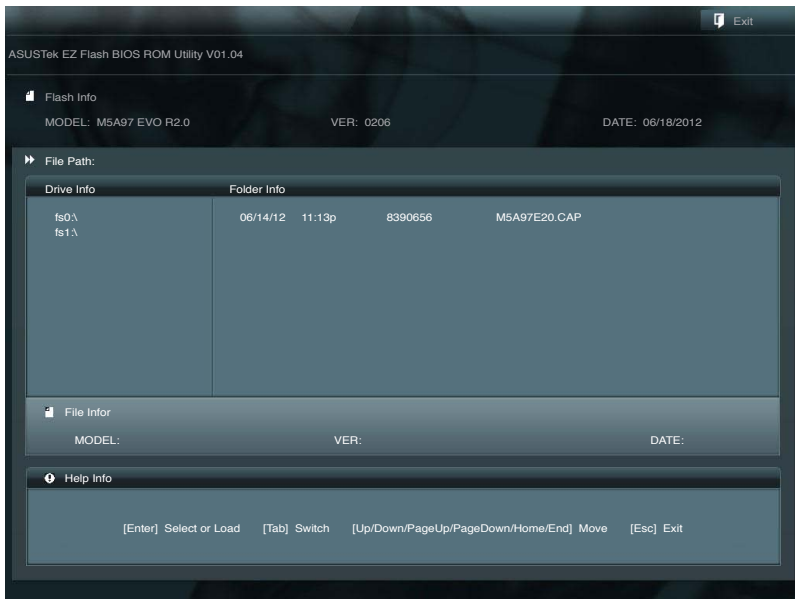 Exit
ASUSTek EZ Flash BIOS ROM Utility V01.04
Flash Info
MODEL: M5A97 EVO R2.0 VER: 0206 DATE: 06/18/2012
File Path:
Drive Info Folder Info
fs0:\ 06/14/12 11:13p 8390656 M5A97E20.CAP
fs1:\
File Infor
MODEL: VER: DATE:
Help Info
[Enter] Select or Load [Tab] Switch [Up/Down/PageUp/PageDown/Home/End] Move [Esc] Exit